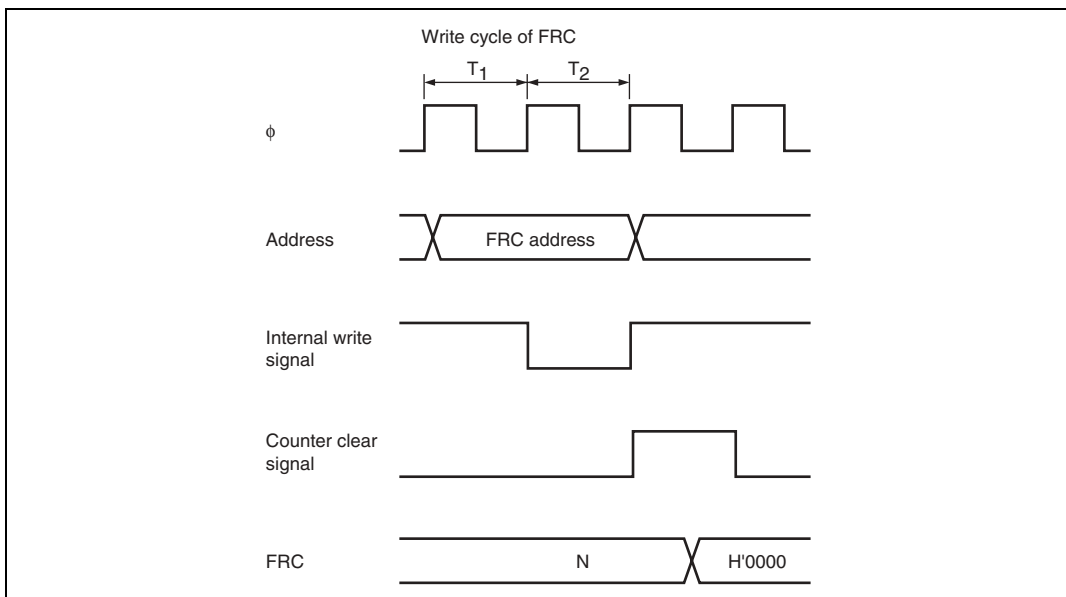 Write cycle of FRC
T1 T2
ϕ
Address
FRC address
Internal write
signal
Counter clear
signal
FRC
N
H'0000